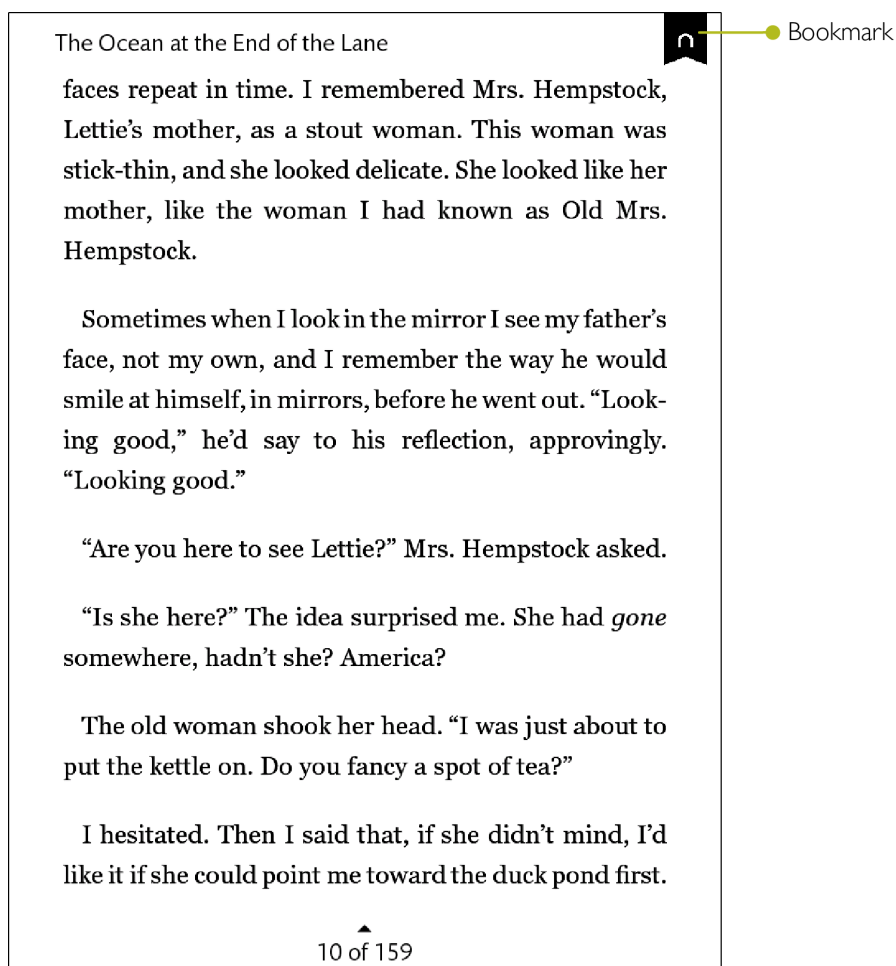 The Ocean at the End of the Lane
Bookmark
faces repeat in time. I remembered Mrs. Hempstock,
Lettie’s mother, as a stout woman. This woman was
stick-thin, and she looked delicate. She looked like her
mother, like the woman I had known as Old Mrs.
Hempstock.
Sometimes when I look in the mirror I see my father’s
face, not my own, and I remember the way he would
smile at himself, in mirrors, before he went out. “Look-
ing good,” he’d say to his reflection, approvingly.
“Looking good.”
“Are you here to see Lettie?” Mrs. Hempstock asked.
“Is she here?” The idea surprised me. She had gone
somewhere, hadn’t she? America?
The old woman shook her head. “I was just about to
put the kettle on. Do you fancy a spot of tea?”
I hesitated. Then I said that, if she didn’t mind, I’d
like it if she could point me toward the duck pond first.
10 of 159